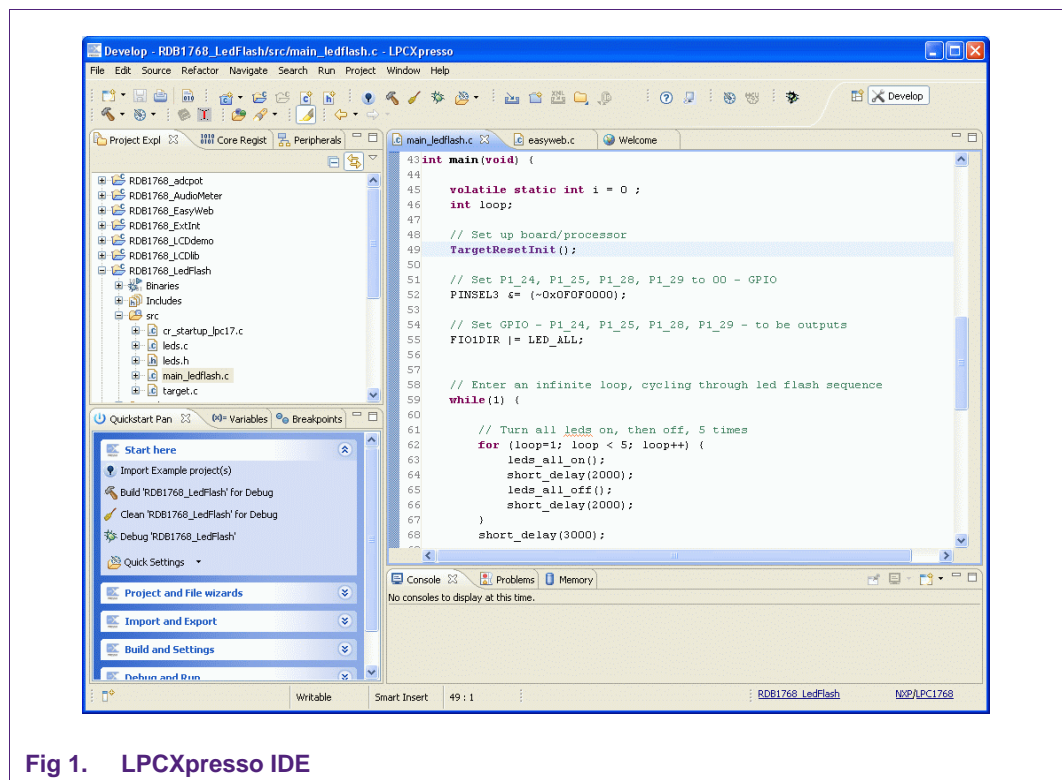 Develop - RDB1768_LedFlash/src/main_ledflash.c - LPCXpresso
File Edit Source Refactor Navigate Search Run Project Window Help
Develop
Project Expl
Core Regist
Peripherals
RDB1768_adcpot
RDB1768_AudioMeter
RDB1768_EasyWeb
RDB1768_ExtInt
RDB1768_LCDdemo
RDB1768_LCDlib
RDB1768_LedFlash
Binaries
Includes
src
cr_startup_lpc17.c
leds.c
leds.h
main_ledflash.c
target.c
main_ledflash.c
easyweb.c
Welcome
43 int main(void) {
44
45 volatile static int i = 0 ;
46 int loop;
47
48 // Set up board/processor
49 TargetResetInit();
50
51 // Set P1_24, P1_25, P1_28, P1_29 to 00 - GPIO
52 PINSEL3 &= (~0x0F0F0000);
53
54 // Set GPIO - P1_24, P1_25, P1_28, P1_29 - to be outputs
55 FIO1DIR |= LED_ALL;
56
57
58 // Enter an infinite loop, cycling through led flash sequence
59 while(1) {
60
61 // Turn all leds on, then off, 5 times
62 for (loop=1; loop < 5; loop++) {
63 leds_all_on();
64 short_delay(2000);
65 leds_all_off();
66 short_delay(2000);
67 }
68 short_delay(3000);
Quickstart Pan
(x)= Variables
Breakpoints
Start here
Import Example project(s)
Build 'RDB1768_LedFlash' for Debug
Clean 'RDB1768_LedFlash' for Debug
Debug 'RDB1768_LedFlash'
Quick Settings
Project and File wizards
Import and Export
Build and Settings
Debug and Run
Console
Problems
Memory
No consoles to display at this time.
Writable
Smart Insert
49 : 1
RDB1768_LedFlash
NXP/LPC1768
Fig 1. LPCXpresso IDE